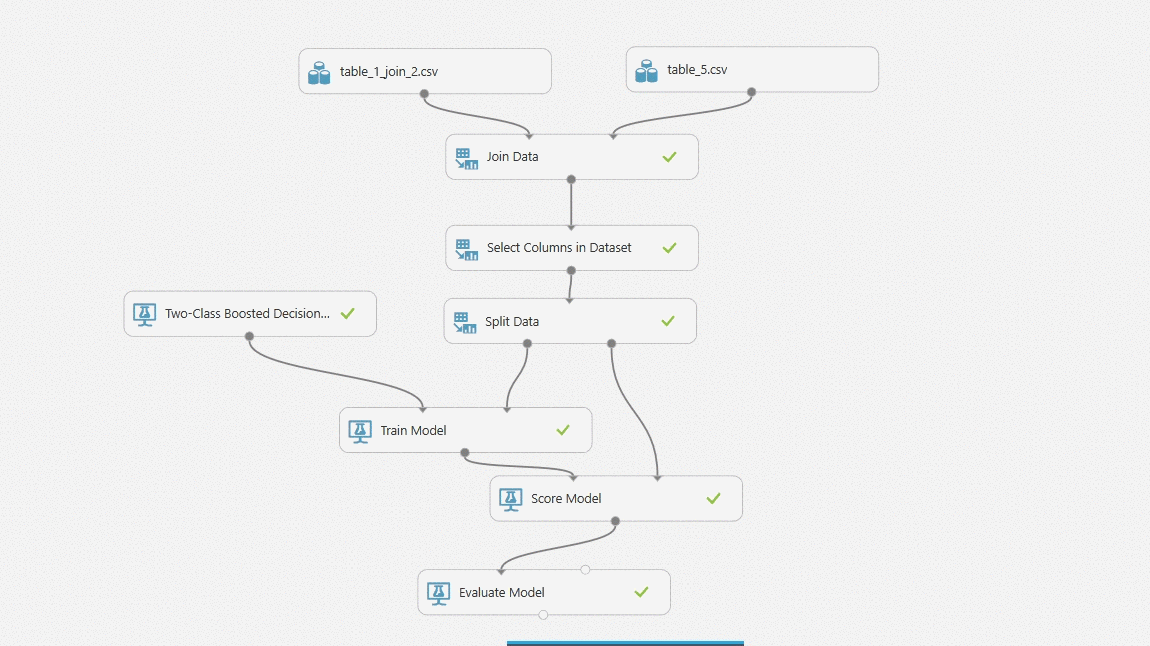 table_1_join_2.csv
table_5.csv
Join Data
Select Columns in Dataset
Two-Class Boosted Decision...
Split Data
Train Model
Score Model
Evaluate Model